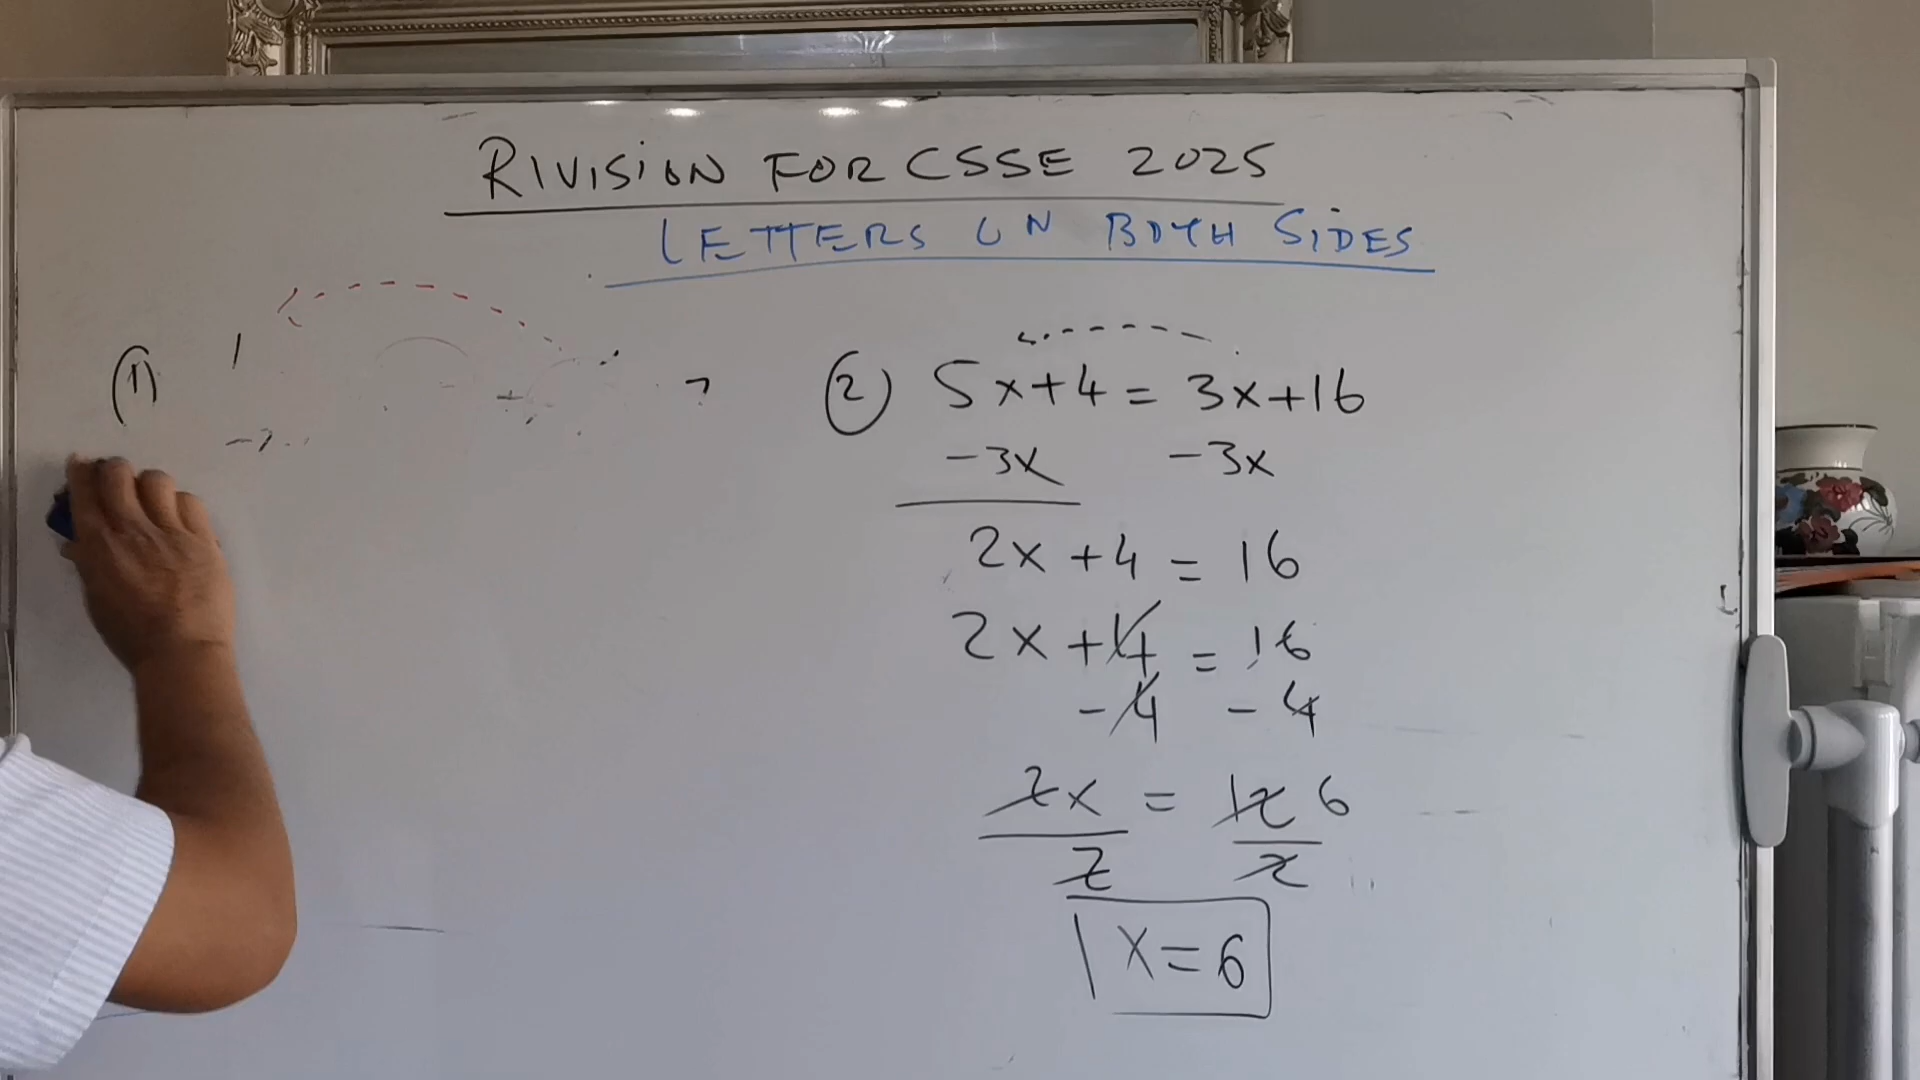 RIVISION FOR CSSE 2025
LETTERS ON BOTH SIDES
(1)
(2) 5x+4 = 3x+16
-3x -3x
2x +4 = 16
2x +4 = 16
-4 -4
2x = 12 6
2 2
x=6